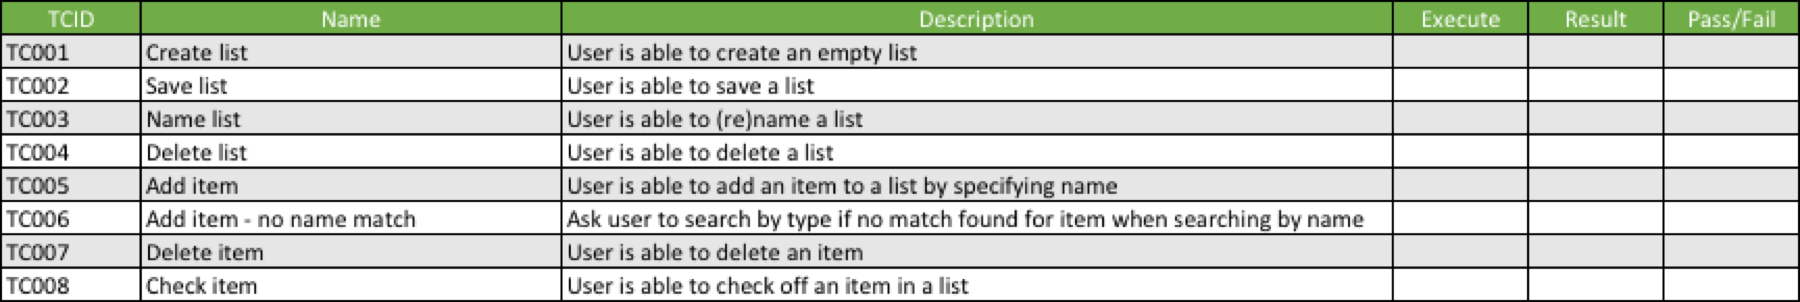 TCID Name Description Execute Result Pass/Fail
TC001 Create list User is able to create an empty list
TC002 Save list User is able to save a list
TC003 Name list User is able to (re)name a list
TC004 Delete list User is able to delete a list
TC005 Add item User is able to add an item to a list by specifying name
TC006 Add item - no name match Ask user to search by type if no match found for item when searching by name
TC007 Delete item User is able to delete an item
TC008 Check item User is able to check off an item in a list